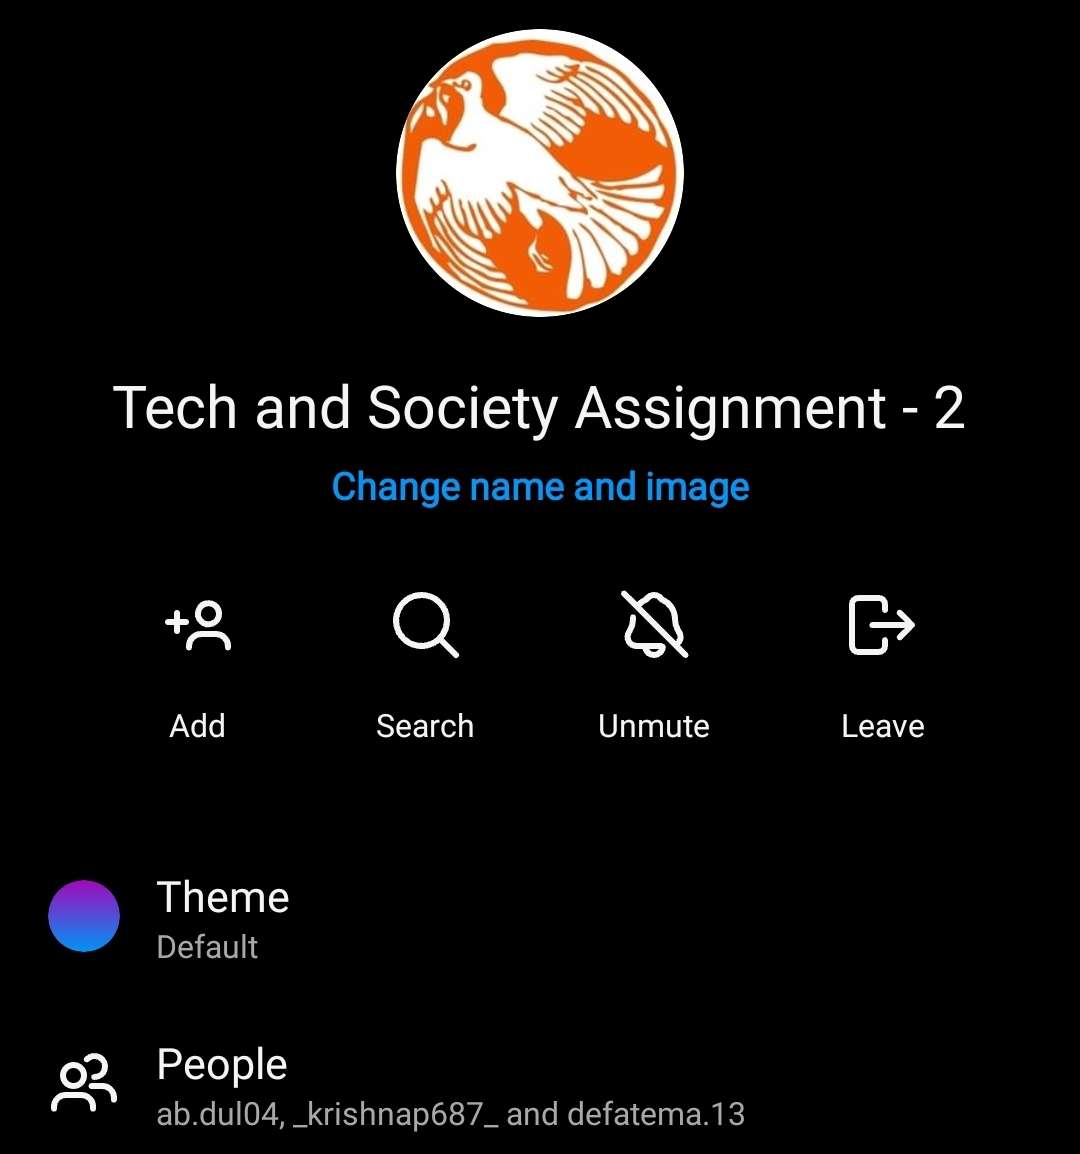 Tech and Society Assignment - 2
Change name and image
Add Search Unmute Leave
Theme
Default
People
ab.dul04, _krishnap687_ and defatema.13